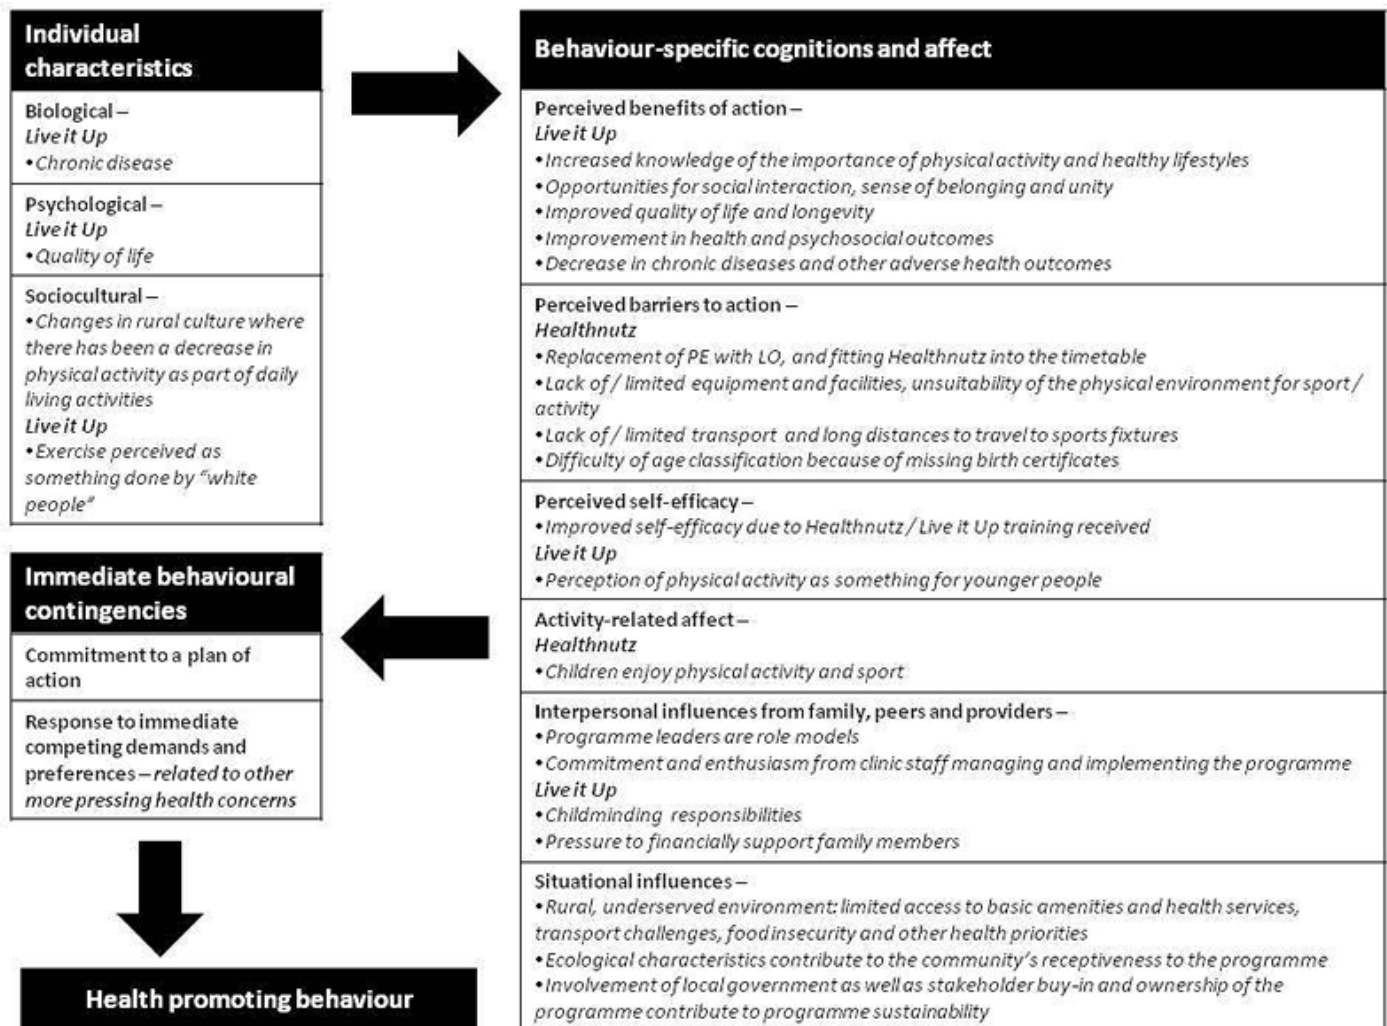 Individual
characteristics
Biological –
Live it Up
•Chronic disease
Psychological –
Live it Up
•Quality of life
Sociocultural –
•Changes in rural culture where
there has been a decrease in
physical activity as part of daily
living activities
Live it Up
•Exercise perceived as
something done by “white
people”
Behaviour-specific cognitions and affect
Perceived benefits of action –
Live it Up
•Increased knowledge of the importance of physical activity and healthy lifestyles
•Opportunities for social interaction, sense of belonging and unity
•Improved quality of life and longevity
•Improvement in health and psychosocial outcomes
•Decrease in chronic diseases and other adverse health outcomes
Perceived barriers to action –
Healthnutz
•Replacement of PE with LO, and fitting Healthnutz into the timetable
•Lack of / limited equipment and facilities, unsuitability of the physical environment for sport /
activity
•Lack of / limited transport and long distances to travel to sports fixtures
•Difficulty of age classification because of missing birth certificates
Perceived self-efficacy –
•Improved self-efficacy due to Healthnutz / Live it Up training received
Live it Up
•Perception of physical activity as something for younger people
Activity-related affect –
Healthnutz
•Children enjoy physical activity and sport
Interpersonal influences from family, peers and providers –
•Programme leaders are role models
•Commitment and enthusiasm from clinic staff managing and implementing the programme
Live it Up
•Childminding responsibilities
•Pressure to financially support family members
Situational influences –
•Rural, underserved environment: limited access to basic amenities and health services,
transport challenges, food insecurity and other health priorities
•Ecological characteristics contribute to the community’s receptiveness to the programme
•Involvement of local government as well as stakeholder buy-in and ownership of the
programme contribute to programme sustainability
Immediate behavioural
contingencies
Commitment to a plan of
action
Response to immediate
competing demands and
preferences – related to other
more pressing health concerns
Health promoting behaviour